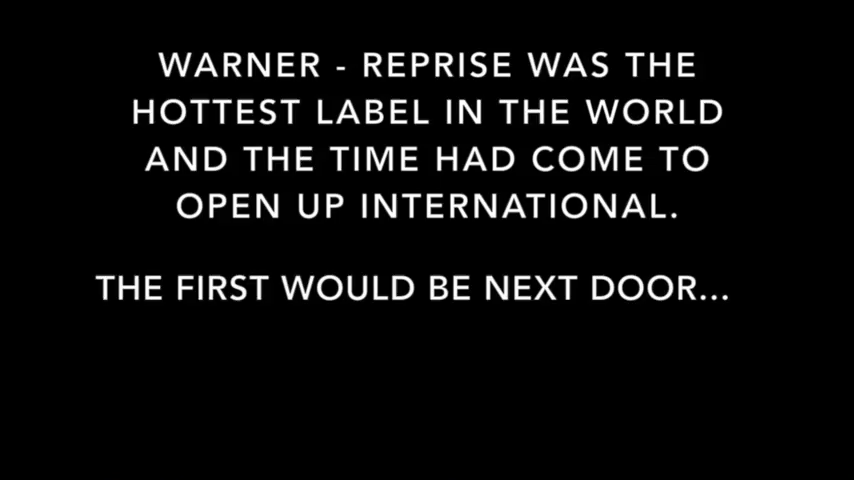 WARNER - REPRISE WAS THE
HOTTEST LABEL IN THE WORLD
AND THE TIME HAD COME TO
OPEN UP INTERNATIONAL.
THE FIRST WOULD BE NEXT DOOR...